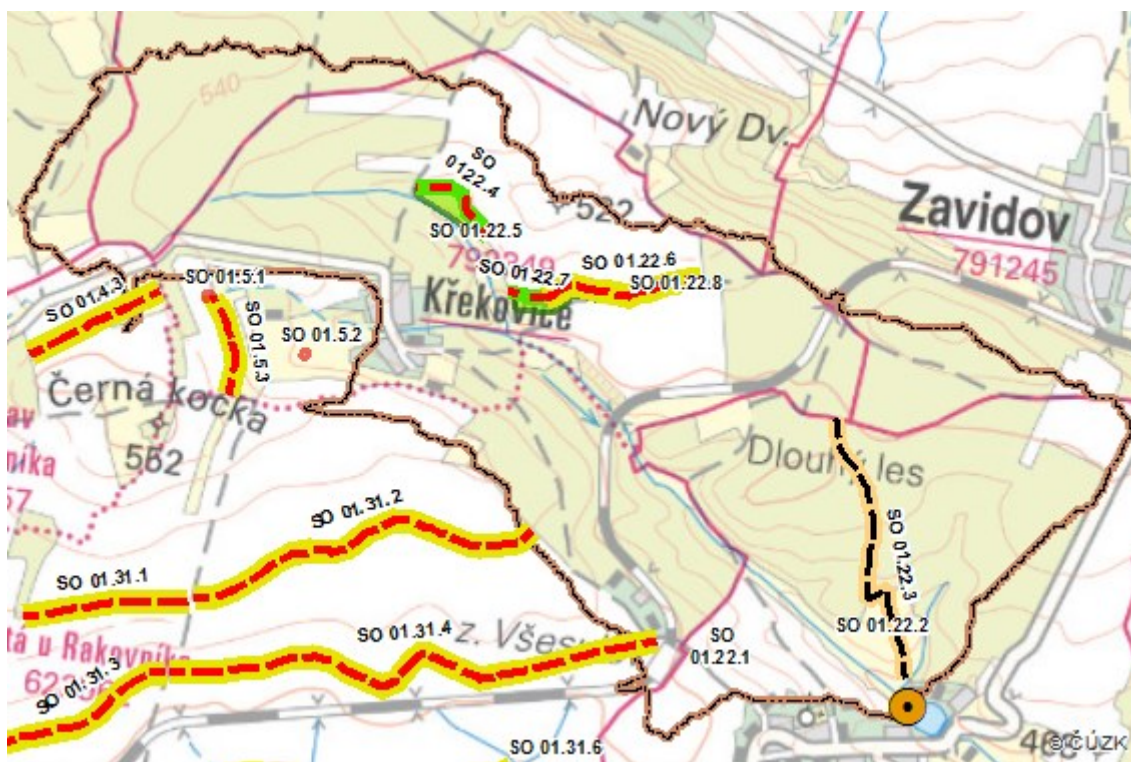 540
Nový Dv.
SO
0122.4
522
Zavidov
SO 01.22.5
792349
791245
SO 01.22.7
SO 01.22.6
SO 01.22.8
SO 01.4.3
SO 01.5.1
Křekovice
SO 01.5.2
SO 01.5.3
Černá kočka
562
Dlouhý les
SO 01.31.2
SO 01.22.3
SO 01.31.1
SO 01.22.2
SO 01.31.4
z. Všesu
SO
01.22.1
tá u Rakovníka
SO 01.31.3
SO 01.31.6
©ČÚZK